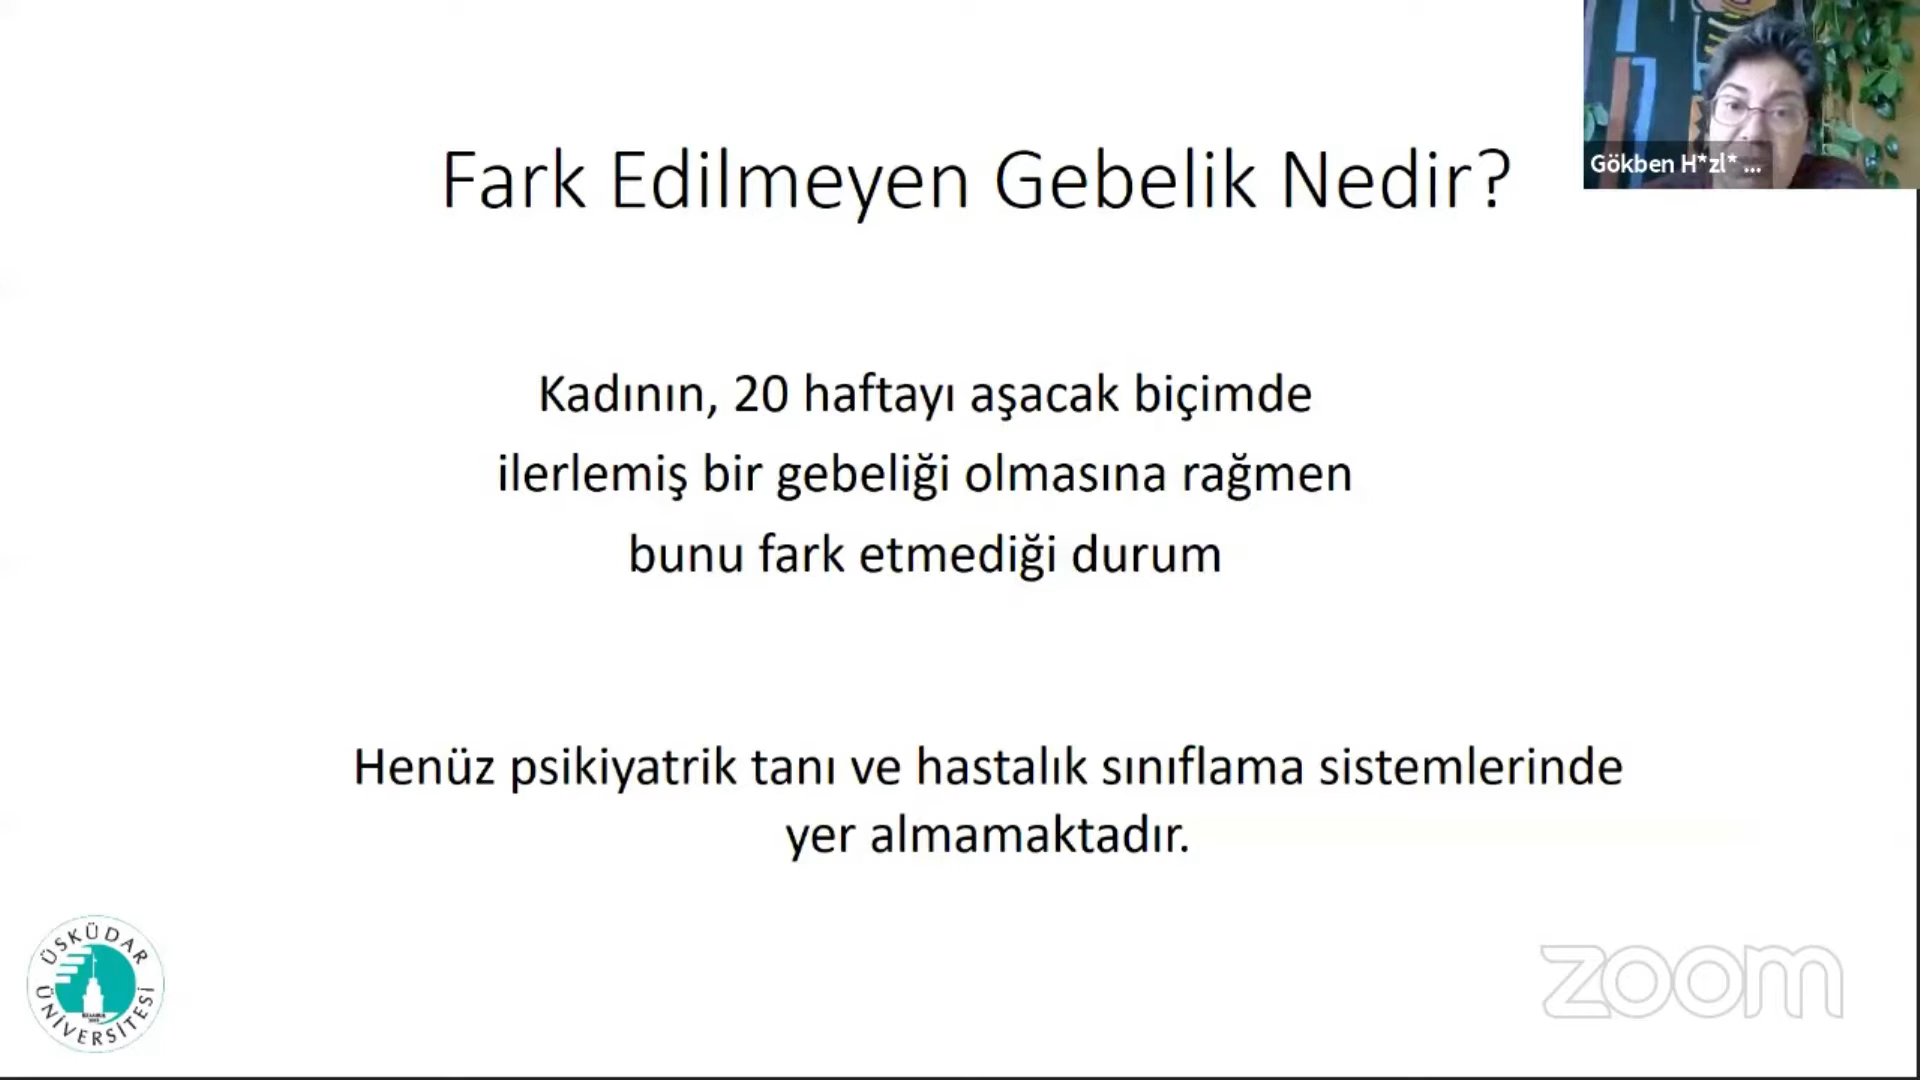 Fark Edilmeyen Gebelik Nedir?
Gökben H*zl* ...
Kadının, 20 haftayı aşacak biçimde
ilerlemiş bir gebeliği olmasına rağmen
bunu fark etmediği durum
Henüz psikiyatrik tanı ve hastalık sınıflama sistemlerinde
yer almamaktadır.
ÜSKÜDAR
ÜNİVERSİTESİ
zoom